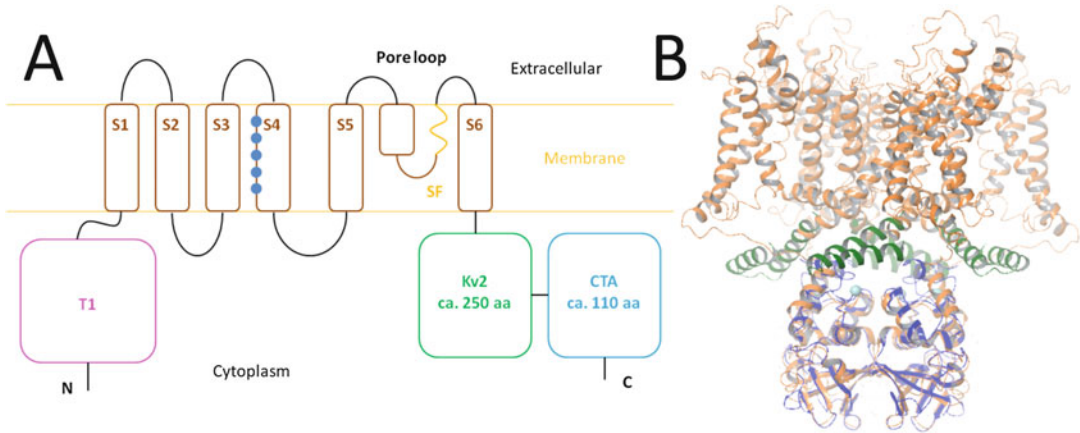 A
B
Pore loop
Extracellular
S1
S2
S3
S4
S5
S6
Membrane
SF
T1
Kv2
ca. 250 aa
CTA
ca. 110 aa
Cytoplasm
N
C